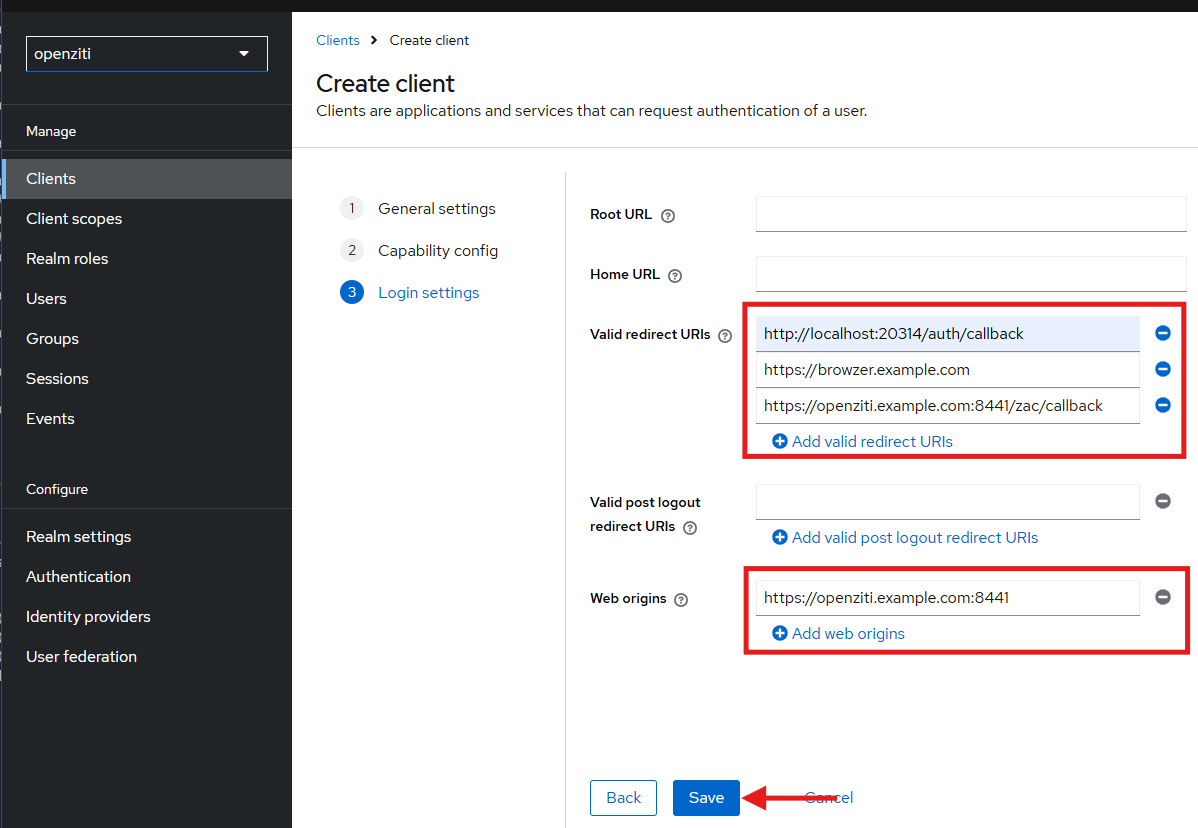 openziti
Manage
Clients
Client scopes
Realm roles
Users
Groups
Sessions
Events
Configure
Realm settings
Authentication
Identity providers
User federation
Clients > Create client
Create client
Clients are applications and services that can request authentication of a user.
1 General settings
2 Capability config
3 Login settings
Root URL
Home URL
Valid redirect URIs
http://localhost:20314/auth/callback
https://browzer.example.com
https://openziti.example.com:8441/zac/callback
Add valid redirect URIs
Valid post logout
redirect URIs
Add valid post logout redirect URIs
Web origins
https://openziti.example.com:8441
Add web origins
Back
Save
Cancel